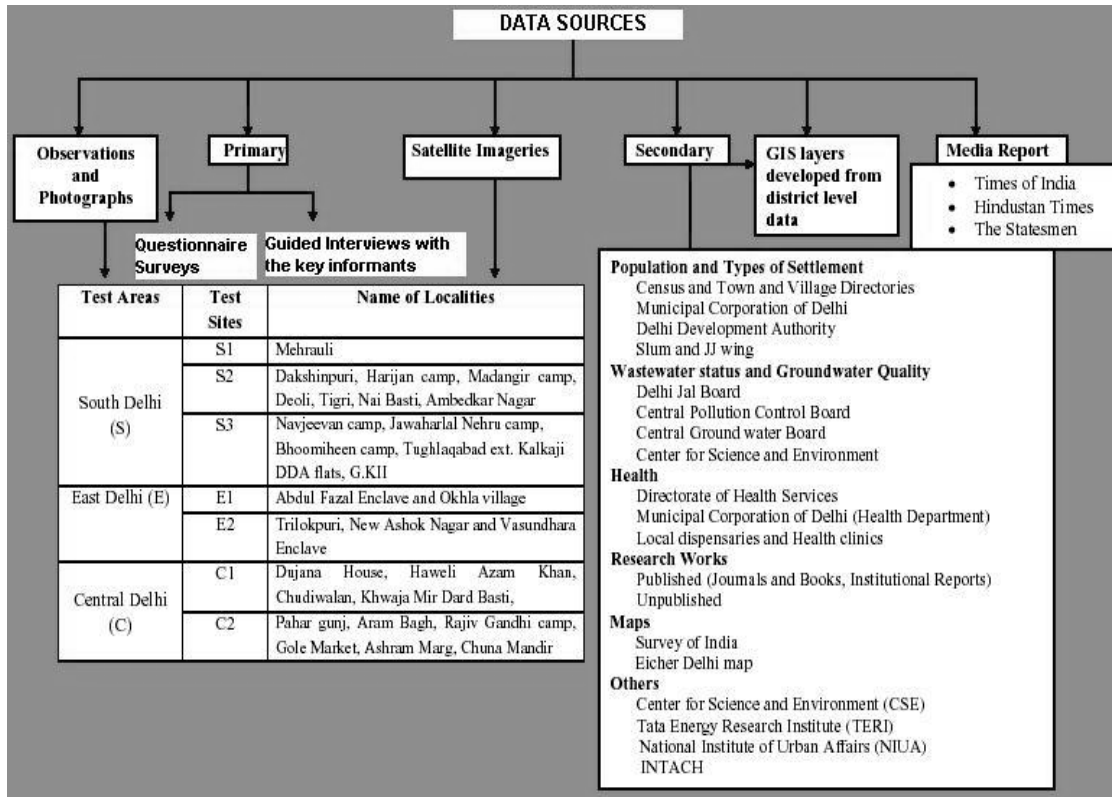 DATA SOURCES
Observations
and
Photographs
Primary
Satellite Imageries
Secondary
GIS layers
developed from
district level
data
Media Report
• Times of India
• Hindustan Times
• The Statesmen
Questionnaire
Surveys
Guided Interviews with
the key informants
Test Areas
Test
Sites
Name of Localities
South Delhi
(S)
S1
Mehrauli
S2
Dakshinpuri, Harijan camp, Madangir camp,
Deoli, Tigri, Nai Basti, Ambedkar Nagar
S3
Navjeevan camp, Jawaharlal Nehru camp,
Bhoomiheen camp, Tughlaqabad ext. Kalkaji
DDA flats, G.KII
East Delhi (E)
E1
Abdul Fazal Enclave and Okhla village
E2
Trilokpuri, New Ashok Nagar and Vasundhara
Enclave
Central Delhi
(C)
C1
Dujana House, Haweli Azam Khan,
Chudiwalan, Khwaja Mir Dard Basti,
C2
Pahar gunj, Aram Bagh, Rajiv Gandhi camp,
Gole Market, Ashram Marg, Chuna Mandir
Population and Types of Settlement
Census and Town and Village Directories
Municipal Corporation of Delhi
Delhi Development Authority
Slum and JJ wing
Wastewater status and Groundwater Quality
Delhi Jal Board
Central Pollution Control Board
Central Ground water Board
Center for Science and Environment
Health
Directorate of Health Services
Municipal Corporation of Delhi (Health Department)
Local dispensaries and Health clinics
Research Works
Published (Journals and Books, Institutional Reports)
Unpublished
Maps
Survey of India
Eicher Delhi map
Others
Center for Science and Environment (CSE)
Tata Energy Research Institute (TERI)
National Institute of Urban Affairs (NIUA)
INTACH